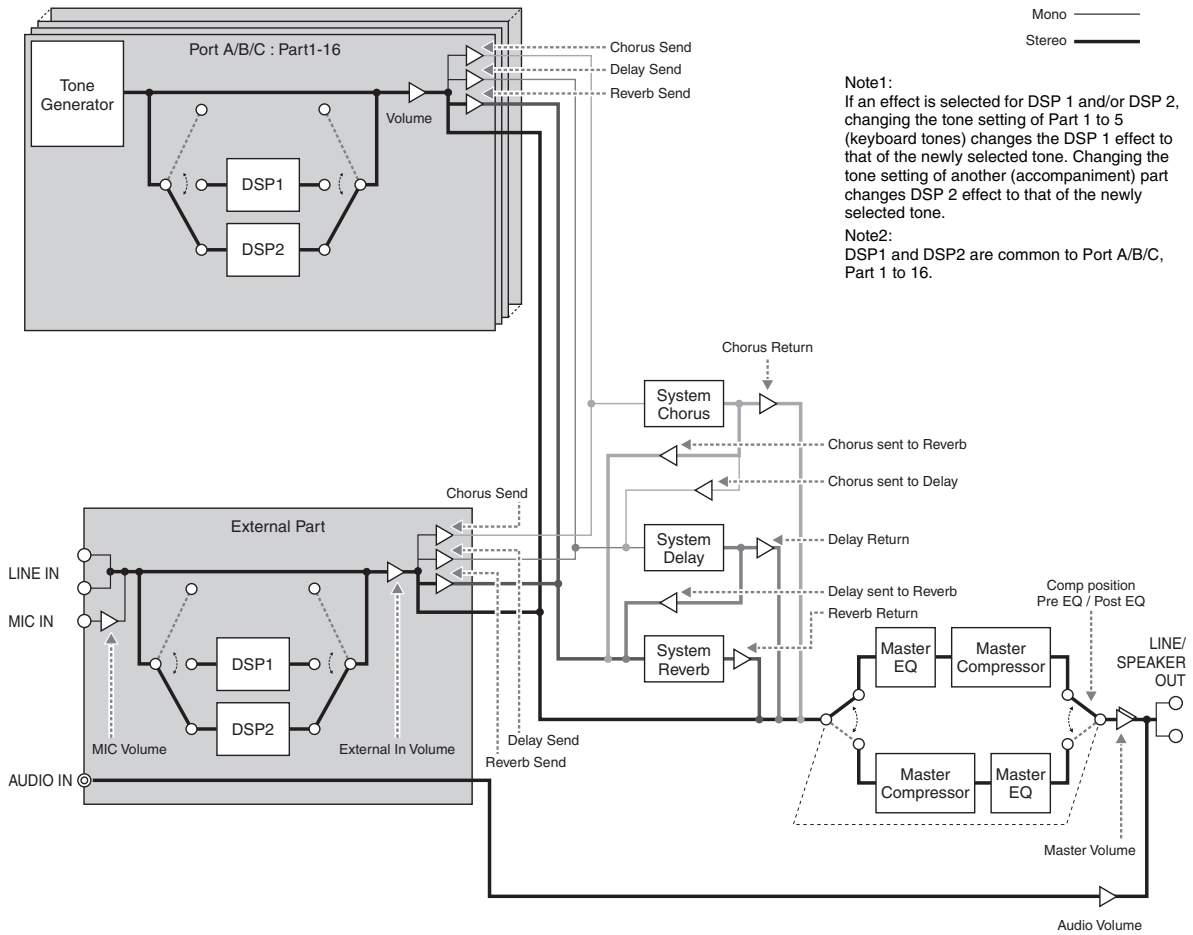 Mono
Stereo
Port A/B/C : Part1-16
Tone
Generator
Volume
DSP1
DSP2
Chorus Send
Delay Send
Reverb Send
Note1:
If an effect is selected for DSP 1 and/or DSP 2,
changing the tone setting of Part 1 to 5
(keyboard tones) changes the DSP 1 effect to
that of the newly selected tone. Changing the
tone setting of another (accompaniment) part
changes DSP 2 effect to that of the newly
selected tone.
Note2:
DSP1 and DSP2 are common to Port A/B/C,
Part 1 to 16.
Chorus Return
System
Chorus
Chorus sent to Reverb
Chorus sent to Delay
System
Delay
Delay Return
Delay sent to Reverb
Reverb Return
System
Reverb
Chorus Send
External Part
LINE IN
MIC IN
DSP1
DSP2
MIC Volume
External In Volume
Delay Send
Reverb Send
AUDIO IN
Comp position
Pre EQ / Post EQ
Master
EQ
Master
Compressor
LINE/
SPEAKER
OUT
Master
Compressor
Master
EQ
Master Volume
Audio Volume